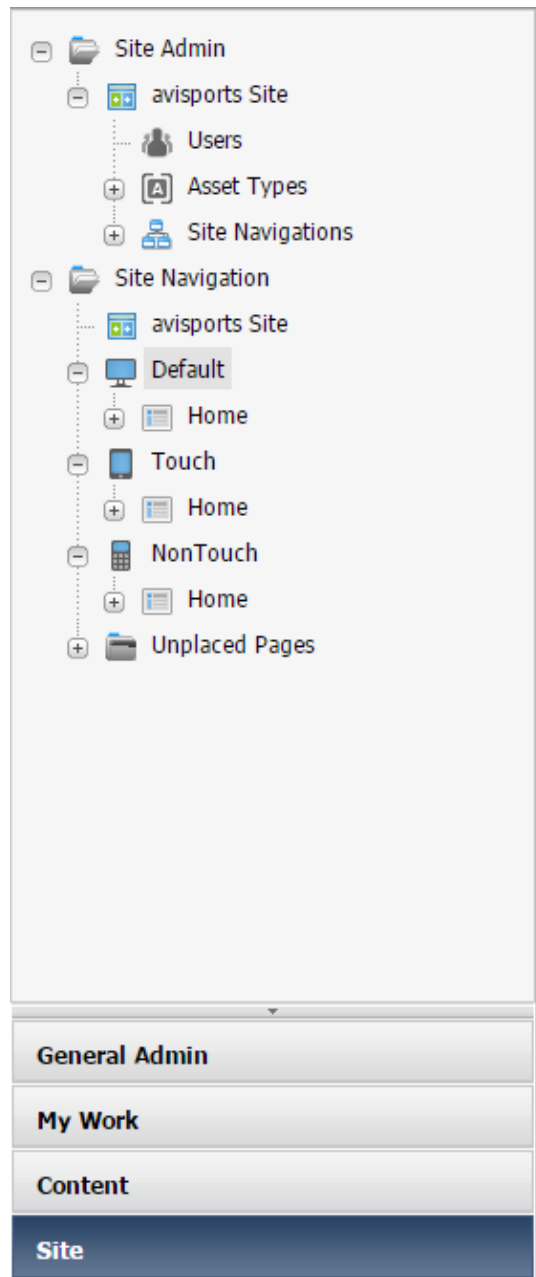 Site Admin
avisports Site
Users
Asset Types
Site Navigations
Site Navigation
avisports Site
Default
Home
Touch
Home
NonTouch
Home
Unplaced Pages
General Admin
My Work
Content
Site